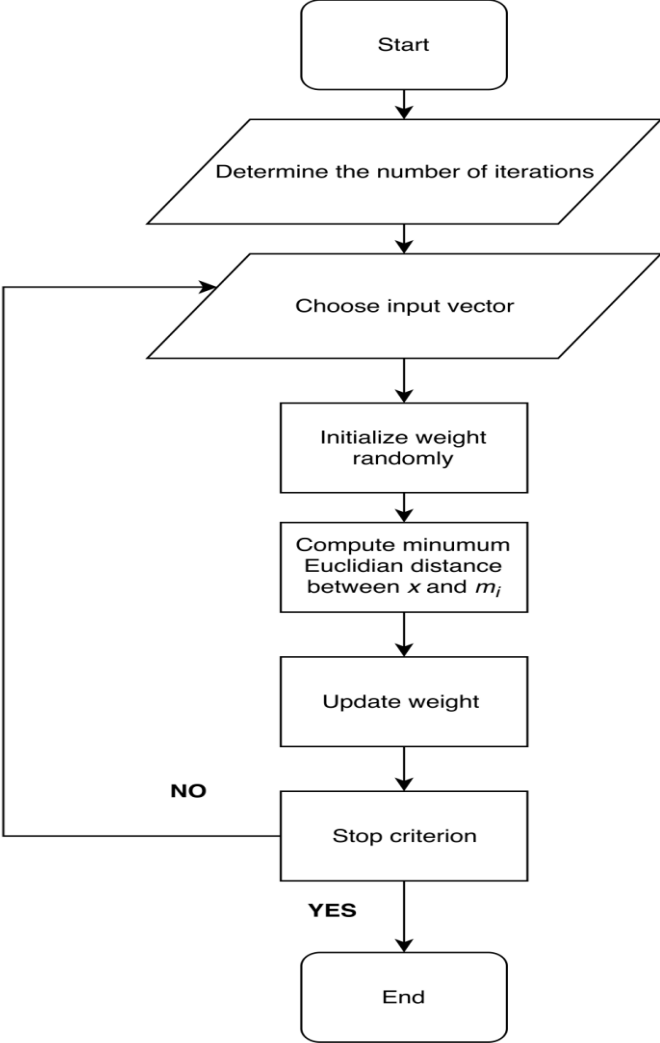 Start
Determine the number of iterations
Choose input vector
Initialize weight
randomly
Compute minumum
Euclidian distance
between x and mᵢ
Update weight
NO
Stop criterion
YES
End